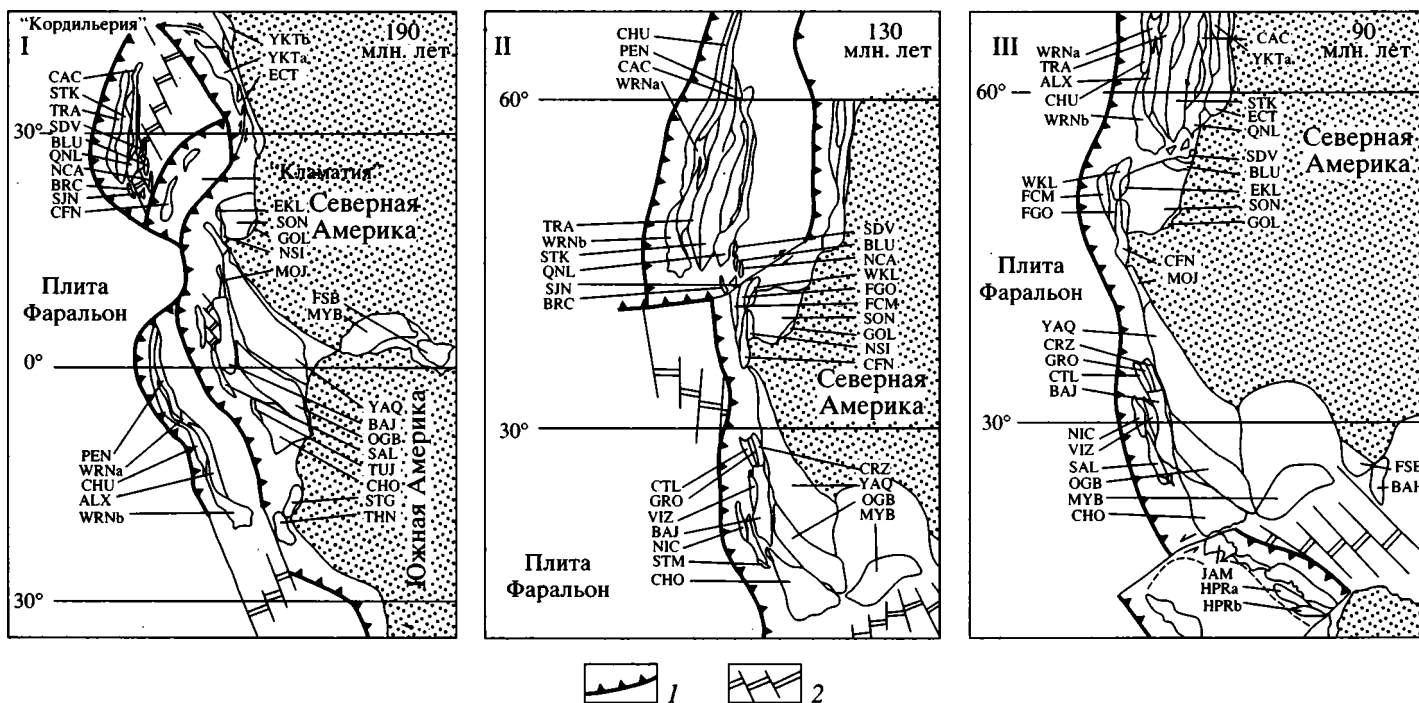 "Кордильерия"
I
190
млн. лет
YKTb
YKTa
ECT
CAC
STK
TRA
SDV
BLU
QNL
NCA
BRC
SJN
CFN
30°
"Кламатия"
EKL
SON
GOL
NSI
MOJ
Северная
Америка
Плита
Фаральон
FSB
MYB
0°
YAQ
BAJ
OGB
SAL
TUJ
CHO
STG
THN
PEN
WRNa
CHU
ALX
WRNb
Южная Америка
30°
II
130
млн. лет
CHU
PEN
CAC
WRNa
60°
TRA
WRNb
STK
QNL
SJN
BRC
SDV
BLU
NCA
WKL
FGO
FCM
SON
GOL
NSI
CFN
Северная
Америка
30°
CTL
GRO
VIZ
BAJ
NIC
STM
CHO
CRZ
YAQ
OGB
MYB
Плита
Фаральон
III
90
млн. лет
WRNa
TRA
ALX
CHU
WRNb
60°
CAC
YKTa
STK
ECT
QNL
SDV
BLU
EKL
SON
GOL
Северная
Америка
WKL
FCM
FGO
CFN
MOJ
Плита
Фаральон
YAQ
CRZ
GRO
CTL
BAJ
30°
NIC
VIZ
SAL
OGB
MYB
CHO
FSB
BAH
JAM
HPRa
HPRb
1
2